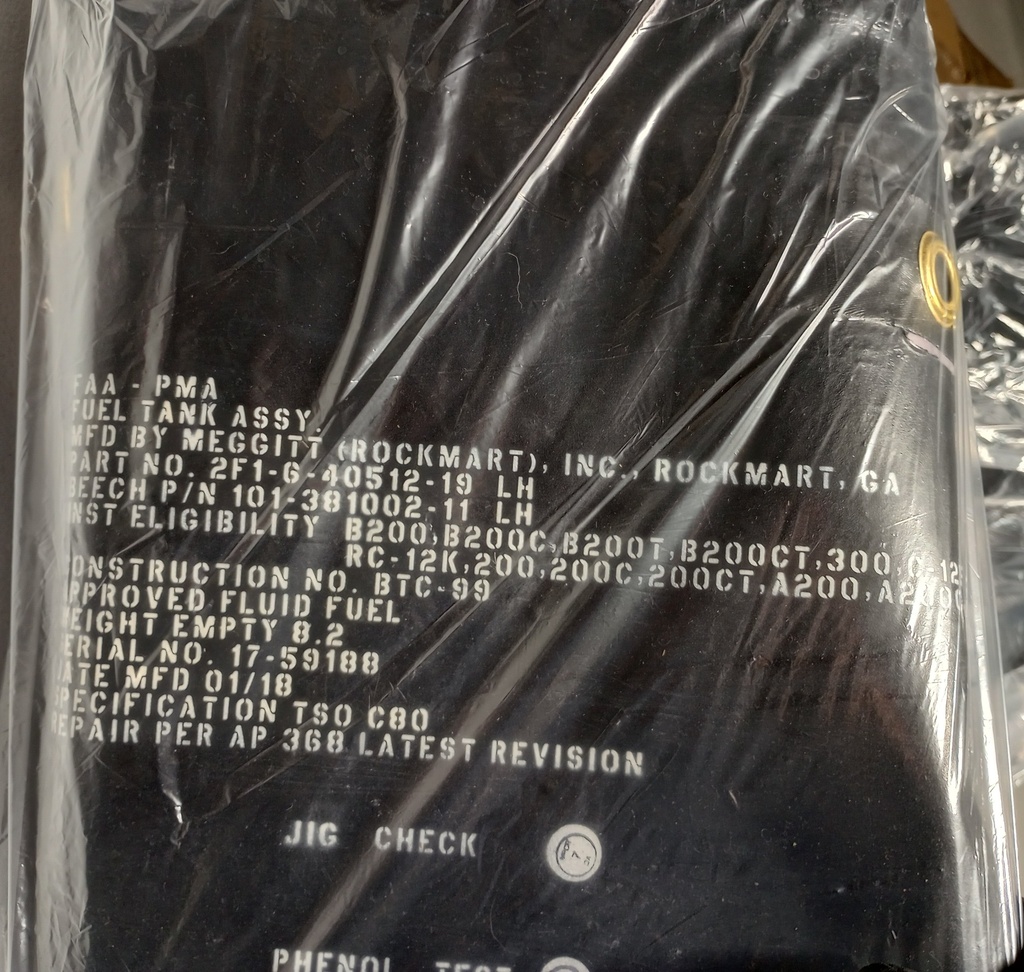 FAA - PMA
FUEL TANK ASSY.
MFD BY MEGGITT (ROCKMART), INC., ROCKMART, GA
PART NO. 2F1-6-40512-19 LH
BEECH P/N 101-381002-11 LH
INST ELIGIBILITY B200,B200C,B200T,B200CT,300,
RC-12K,200,200C,200CT,A200,
CONSTRUCTION NO. BTC-99
APPROVED FLUID FUEL
WEIGHT EMPTY 8.2
SERIAL NO. 17-59188
DATE MFD 01/18
SPECIFICATION TSO C80
REPAIR PER AP 368 LATEST REVISION
JIG CHECK
PHENOL TEST